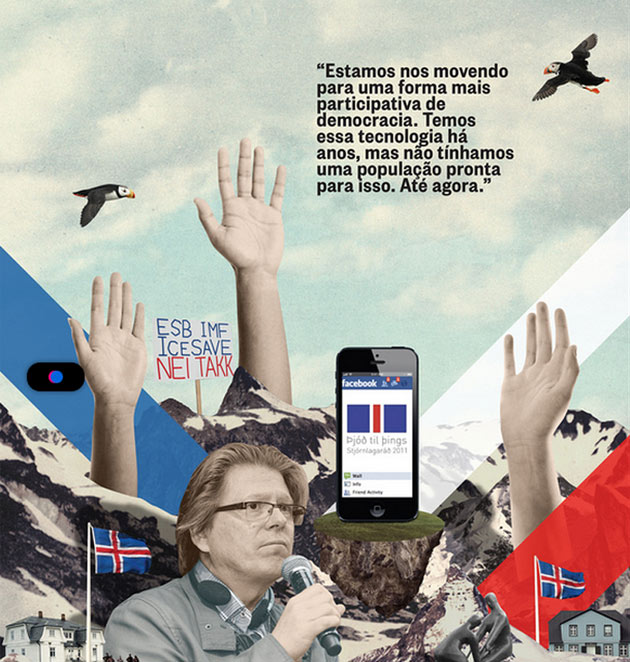 “Estamos nos movendo
para uma forma mais
participativa de
democracia. Temos
essa tecnologia há
anos, mas não tínhamos
uma população pronta
para isso. Até agora.”
ESB IMF
ICESAVE
NEI TAKK
facebook
Þjóð til þings
Stjórnlagaráð 2011
Wall
Info
Friend Activity